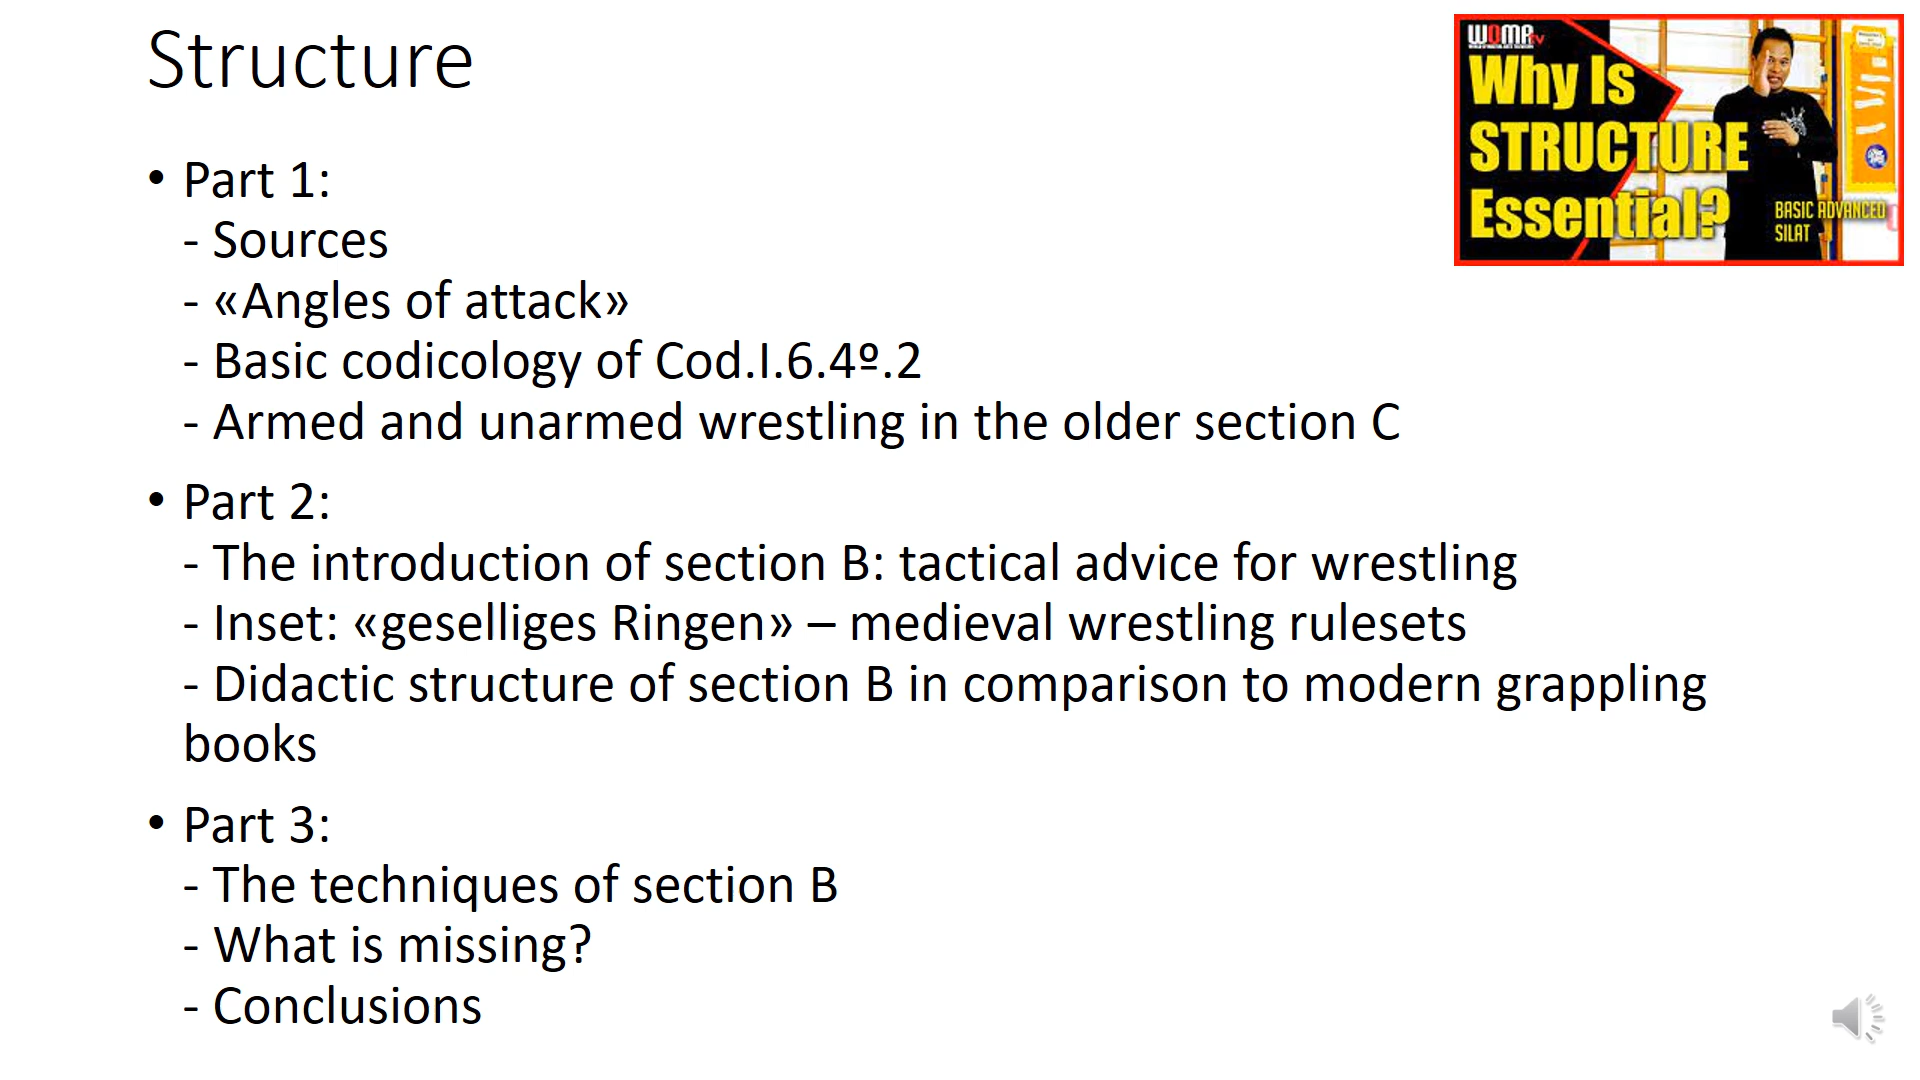 Structure
• Part 1:
- Sources
- «Angles of attack»
- Basic codicology of Cod.I.6.4º.2
- Armed and unarmed wrestling in the older section C
• Part 2:
- The introduction of section B: tactical advice for wrestling
- Inset: «geselliges Ringen» – medieval wrestling rulesets
- Didactic structure of section B in comparison to modern grappling
books
• Part 3:
- The techniques of section B
- What is missing?
- Conclusions
WOMA TV
Why Is
STRUCTURE
Essential?
BASIC ADVANCED
SILAT